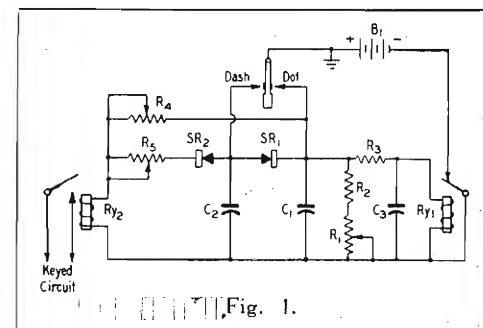 B₁
+ −
Dash Dot
R₄
R₅ SR₂ SR₁ R₃
R₂
C₂ C₁ R₁ C₃ Ry₁
Ry₂
Keyed
Circuit
Fig. 1.